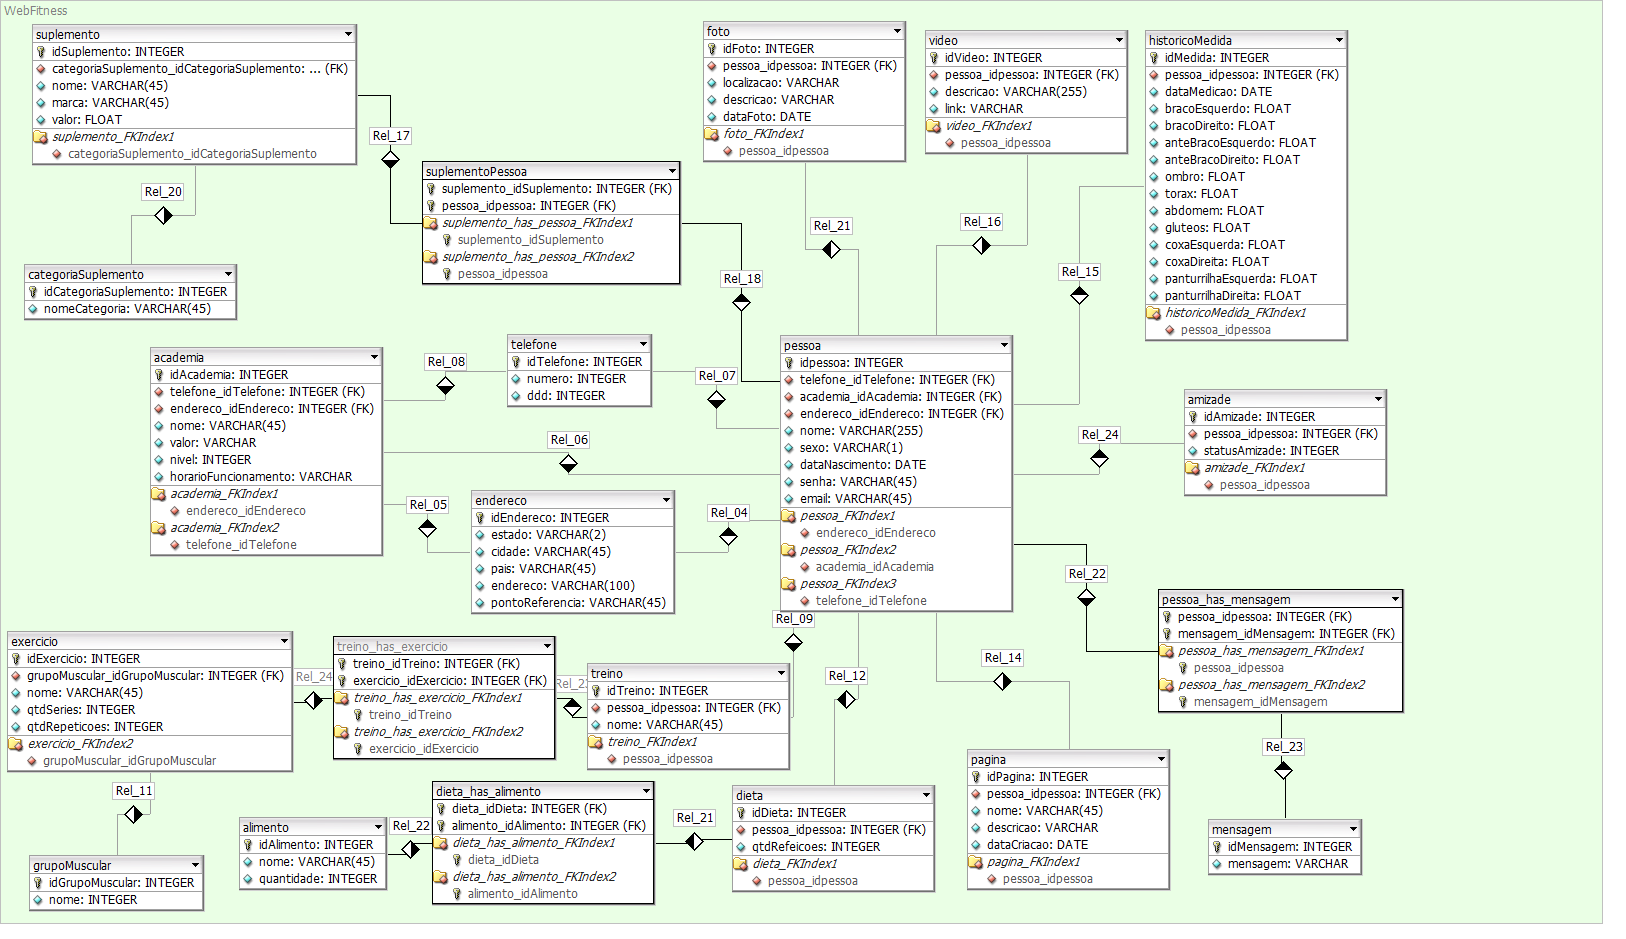 WebFitness
suplemento
idSuplemento: INTEGER
categoriaSuplemento_idCategoriaSuplemento: ... (FK)
nome: VARCHAR(45)
marca: VARCHAR(45)
valor: FLOAT
suplemento_FKIndex1
categoriaSuplemento_idCategoriaSuplemento
Rel_17
Rel_20
categoriaSuplemento
idCategoriaSuplemento: INTEGER
nomeCategoria: VARCHAR(45)
suplementoPessoa
suplemento_idSuplemento: INTEGER (FK)
pessoa_idpessoa: INTEGER (FK)
suplemento_has_pessoa_FKIndex1
suplemento_idSuplemento
suplemento_has_pessoa_FKIndex2
pessoa_idpessoa
Rel_18
foto
idFoto: INTEGER
pessoa_idpessoa: INTEGER (FK)
localizacao: VARCHAR
descricao: VARCHAR
dataFoto: DATE
foto_FKIndex1
pessoa_idpessoa
Rel_21
video
idVideo: INTEGER
pessoa_idpessoa: INTEGER (FK)
descricao: VARCHAR(255)
link: VARCHAR
video_FKIndex1
pessoa_idpessoa
Rel_16
historicoMedida
idMedida: INTEGER
pessoa_idpessoa: INTEGER (FK)
dataMedicao: DATE
bracoEsquerdo: FLOAT
bracoDireito: FLOAT
anteBracoEsquerdo: FLOAT
anteBracoDireito: FLOAT
ombro: FLOAT
torax: FLOAT
abdomem: FLOAT
gluteos: FLOAT
coxaEsquerda: FLOAT
coxaDireita: FLOAT
panturrilhaEsquerda: FLOAT
panturrilhaDireita: FLOAT
historicoMedida_FKIndex1
pessoa_idpessoa
Rel_15
academia
idAcademia: INTEGER
telefone_idTelefone: INTEGER (FK)
endereco_idEndereco: INTEGER (FK)
nome: VARCHAR(45)
valor: VARCHAR
nivel: INTEGER
horarioFuncionamento: VARCHAR
academia_FKIndex1
endereco_idEndereco
academia_FKIndex2
telefone_idTelefone
Rel_08
telefone
idTelefone: INTEGER
numero: INTEGER
ddd: INTEGER
Rel_07
Rel_06
Rel_05
endereco
idEndereco: INTEGER
estado: VARCHAR(2)
cidade: VARCHAR(45)
pais: VARCHAR(45)
endereco: VARCHAR(100)
pontoReferencia: VARCHAR(45)
Rel_04
pessoa
idpessoa: INTEGER
telefone_idTelefone: INTEGER (FK)
academia_idAcademia: INTEGER (FK)
endereco_idEndereco: INTEGER (FK)
nome: VARCHAR(255)
sexo: VARCHAR(1)
dataNascimento: DATE
senha: VARCHAR(45)
email: VARCHAR(45)
pessoa_FKIndex1
endereco_idEndereco
pessoa_FKIndex2
academia_idAcademia
pessoa_FKIndex3
telefone_idTelefone
Rel_24
amizade
idAmizade: INTEGER
pessoa_idpessoa: INTEGER (FK)
statusAmizade: INTEGER
amizade_FKIndex1
pessoa_idpessoa
Rel_22
pessoa_has_mensagem
pessoa_idpessoa: INTEGER (FK)
mensagem_idMensagem: INTEGER (FK)
pessoa_has_mensagem_FKIndex1
pessoa_idpessoa
pessoa_has_mensagem_FKIndex2
mensagem_idMensagem
Rel_23
mensagem
idMensagem: INTEGER
mensagem: VARCHAR
exercicio
idExercicio: INTEGER
grupoMuscular_idGrupoMuscular: INTEGER (FK)
nome: VARCHAR(45)
qtdSeries: INTEGER
qtdRepeticoes: INTEGER
exercicio_FKIndex2
grupoMuscular_idGrupoMuscular
Rel_24
treino_has_exercicio
treino_idTreino: INTEGER (FK)
exercicio_idExercicio: INTEGER (FK)
treino_has_exercicio_FKIndex1
treino_idTreino
treino_has_exercicio_FKIndex2
exercicio_idExercicio
treino
idTreino: INTEGER
pessoa_idpessoa: INTEGER (FK)
nome: VARCHAR(45)
treino_FKIndex1
pessoa_idpessoa
Rel_09
Rel_12
Rel_14
Rel_11
grupoMuscular
idGrupoMuscular: INTEGER
nome: INTEGER
alimento
idAlimento: INTEGER
nome: VARCHAR(45)
quantidade: INTEGER
Rel_22
dieta_has_alimento
dieta_idDieta: INTEGER (FK)
alimento_idAlimento: INTEGER (FK)
dieta_has_alimento_FKIndex1
dieta_idDieta
dieta_has_alimento_FKIndex2
alimento_idAlimento
Rel_21
dieta
idDieta: INTEGER
pessoa_idpessoa: INTEGER (FK)
qtdRefeicoes: INTEGER
dieta_FKIndex1
pessoa_idpessoa
pagina
idPagina: INTEGER
pessoa_idpessoa: INTEGER (FK)
nome: VARCHAR(45)
descricao: VARCHAR
dataCriacao: DATE
pagina_FKIndex1
pessoa_idpessoa